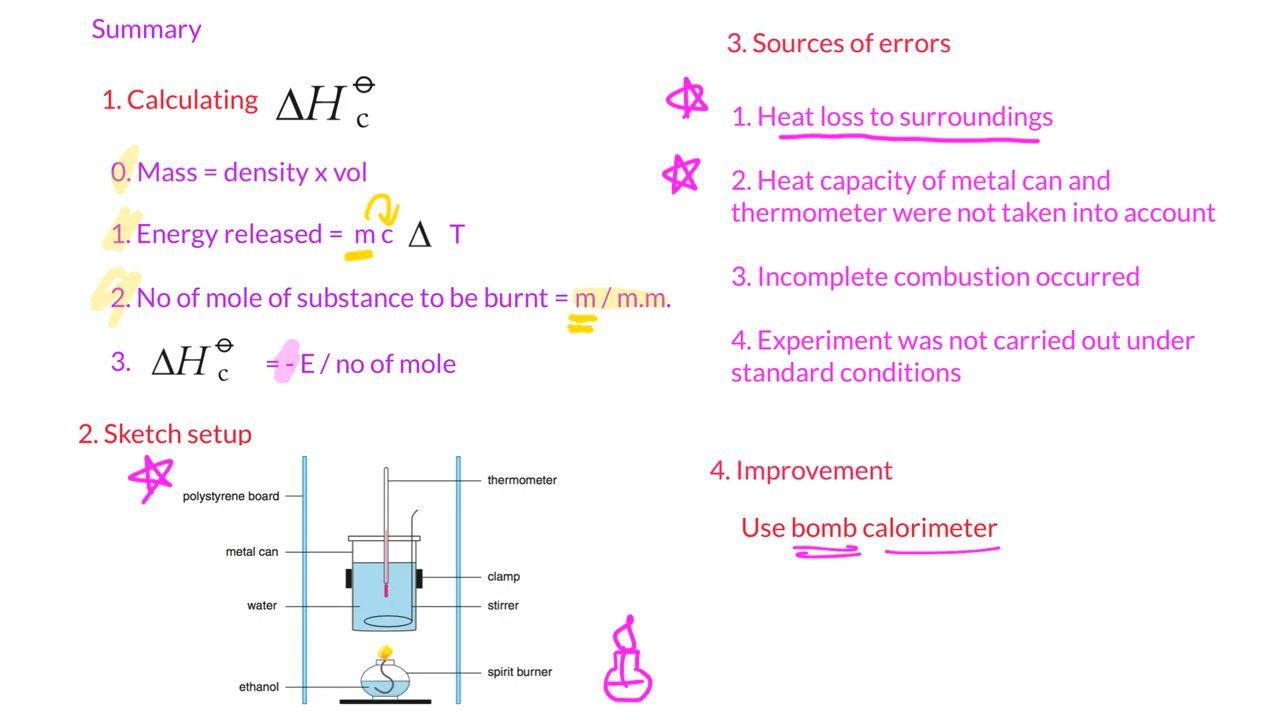 Summary
1. Calculating ΔH⦵c
0. Mass = density x vol
1. Energy released = m c Δ T
2. No of mole of substance to be burnt = m / m.m.
3. ΔH⦵c = - E / no of mole
2. Sketch setup
thermometer
polystyrene board
metal can
clamp
water
stirrer
spirit burner
ethanol
3. Sources of errors
1. Heat loss to surroundings
2. Heat capacity of metal can and
thermometer were not taken into account
3. Incomplete combustion occurred
4. Experiment was not carried out under
standard conditions
4. Improvement
Use bomb calorimeter